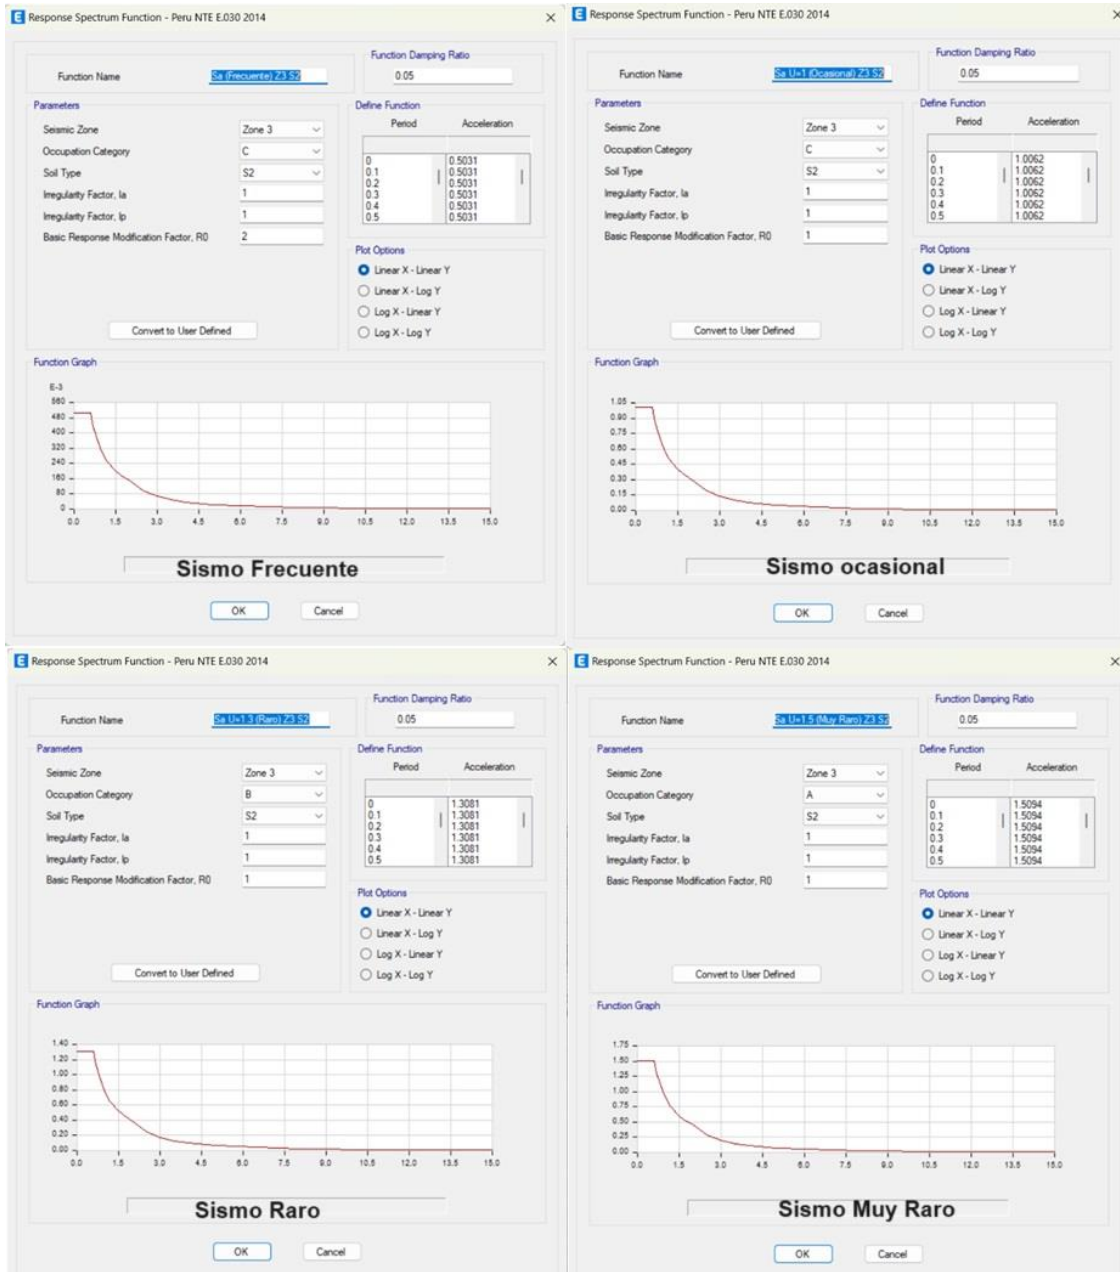 Response Spectrum Function - Peru NTE E.030 2014
Function Name
Sa (Frecuente) Z3 S2
Function Damping Ratio
0.05
Parameters
Seismic Zone
Zone 3
Occupation Category
C
Soil Type
S2
Irregularity Factor, Ia
1
Irregularity Factor, Ip
1
Basic Response Modification Factor, R0
2
Convert to User Defined
Define Function
Period Acceleration
0 0.5031
0.1 0.5031
0.2 0.5031
0.3 0.5031
0.4 0.5031
0.5 0.5031
Plot Options
Linear X - Linear Y
Linear X - Log Y
Log X - Linear Y
Log X - Log Y
Function Graph
E-3
560
480
400
320
240
160
80
0
0.0 1.5 3.0 4.5 6.0 7.5 9.0 10.5 12.0 13.5 15.0
Sismo Frecuente
OK Cancel
Response Spectrum Function - Peru NTE E.030 2014
Function Name
Sa U=1 (Ocasional) Z3 S2
Function Damping Ratio
0.05
Parameters
Seismic Zone
Zone 3
Occupation Category
C
Soil Type
S2
Irregularity Factor, Ia
1
Irregularity Factor, Ip
1
Basic Response Modification Factor, R0
1
Convert to User Defined
Define Function
Period Acceleration
0 1.0062
0.1 1.0062
0.2 1.0062
0.3 1.0062
0.4 1.0062
0.5 1.0062
Plot Options
Linear X - Linear Y
Linear X - Log Y
Log X - Linear Y
Log X - Log Y
Function Graph
1.05
0.90
0.75
0.60
0.45
0.30
0.15
0.00
0.0 1.5 3.0 4.5 6.0 7.5 9.0 10.5 12.0 13.5 15.0
Sismo ocasional
OK Cancel
Response Spectrum Function - Peru NTE E.030 2014
Function Name
Sa U=1.3 (Raro) Z3 S2
Function Damping Ratio
0.05
Parameters
Seismic Zone
Zone 3
Occupation Category
B
Soil Type
S2
Irregularity Factor, Ia
1
Irregularity Factor, Ip
1
Basic Response Modification Factor, R0
1
Convert to User Defined
Define Function
Period Acceleration
0 1.3081
0.1 1.3081
0.2 1.3081
0.3 1.3081
0.4 1.3081
0.5 1.3081
Plot Options
Linear X - Linear Y
Linear X - Log Y
Log X - Linear Y
Log X - Log Y
Function Graph
1.40
1.20
1.00
0.80
0.60
0.40
0.20
0.00
0.0 1.5 3.0 4.5 6.0 7.5 9.0 10.5 12.0 13.5 15.0
Sismo Raro
OK Cancel
Response Spectrum Function - Peru NTE E.030 2014
Function Name
Sa U=1.5 (Muy Raro) Z3 S2
Function Damping Ratio
0.05
Parameters
Seismic Zone
Zone 3
Occupation Category
A
Soil Type
S2
Irregularity Factor, Ia
1
Irregularity Factor, Ip
1
Basic Response Modification Factor, R0
1
Convert to User Defined
Define Function
Period Acceleration
0 1.5094
0.1 1.5094
0.2 1.5094
0.3 1.5094
0.4 1.5094
0.5 1.5094
Plot Options
Linear X - Linear Y
Linear X - Log Y
Log X - Linear Y
Log X - Log Y
Function Graph
1.75
1.50
1.25
1.00
0.75
0.50
0.25
0.00
0.0 1.5 3.0 4.5 6.0 7.5 9.0 10.5 12.0 13.5 15.0
Sismo Muy Raro
OK Cancel